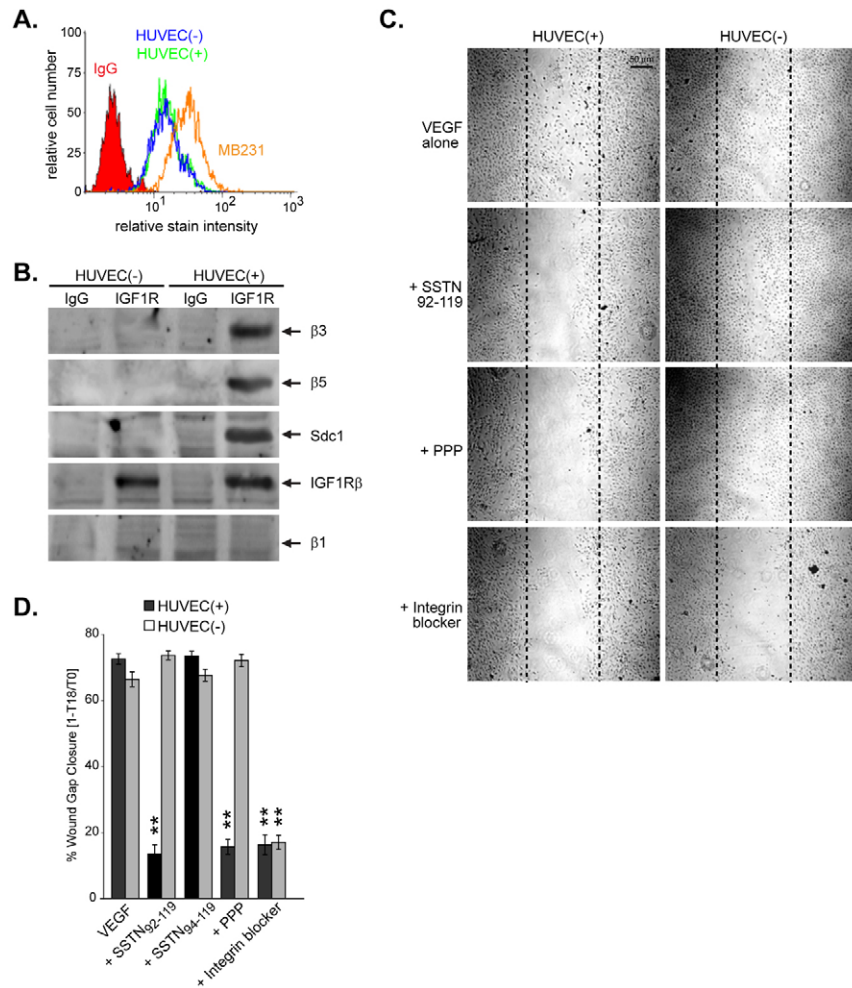 A.
HUVEC(-)
HUVEC(+)
IgG
MB231
100
75
50
25
0
relative cell number
10¹ 10² 10³
relative stain intensity
B.
HUVEC(-) HUVEC(+)
IgG IGF1R IgG IGF1R
β3
β5
Sdc1
IGF1Rβ
β1
C.
HUVEC(+) HUVEC(-)
50 µm
VEGF
alone
+ SSTN
92-119
+ PPP
+ Integrin
blocker
D.
HUVEC(+)
HUVEC(-)
80
60
40
20
0
% Wound Gap Closure [1-T18/T0]
** ** ** **
VEGF
+ SSTN92-119
+ SSTN94-119
+ PPP
+ Integrin blocker